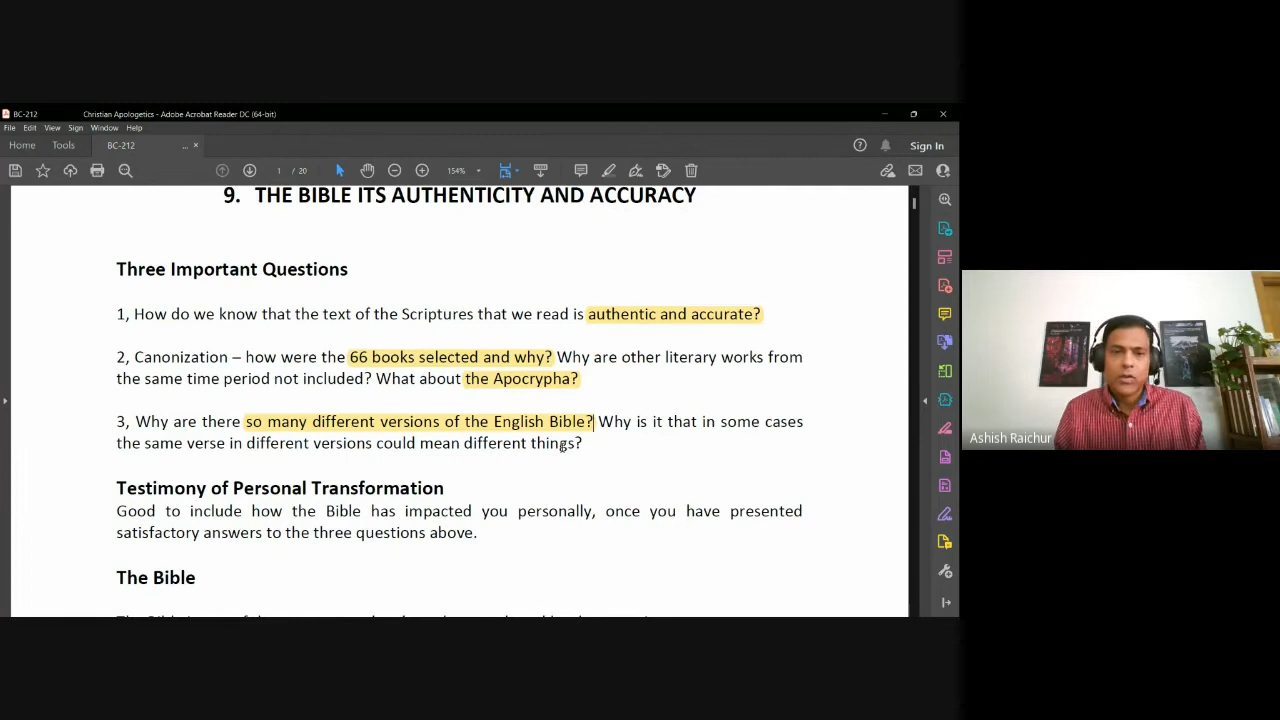 BC-212 Christian Apologetics - Adobe Acrobat Reader DC (64-bit)
File Edit View Sign Window Help
Home Tools BC-212 ... × Sign In
1 / 20 154%
9. THE BIBLE ITS AUTHENTICITY AND ACCURACY
Three Important Questions
1, How do we know that the text of the Scriptures that we read is authentic and accurate?
2, Canonization – how were the 66 books selected and why? Why are other literary works from
the same time period not included? What about the Apocrypha?
3, Why are there so many different versions of the English Bible? Why is it that in some cases
the same verse in different versions could mean different things?
Testimony of Personal Transformation
Good to include how the Bible has impacted you personally, once you have presented
satisfactory answers to the three questions above.
The Bible
Ashish Raichur